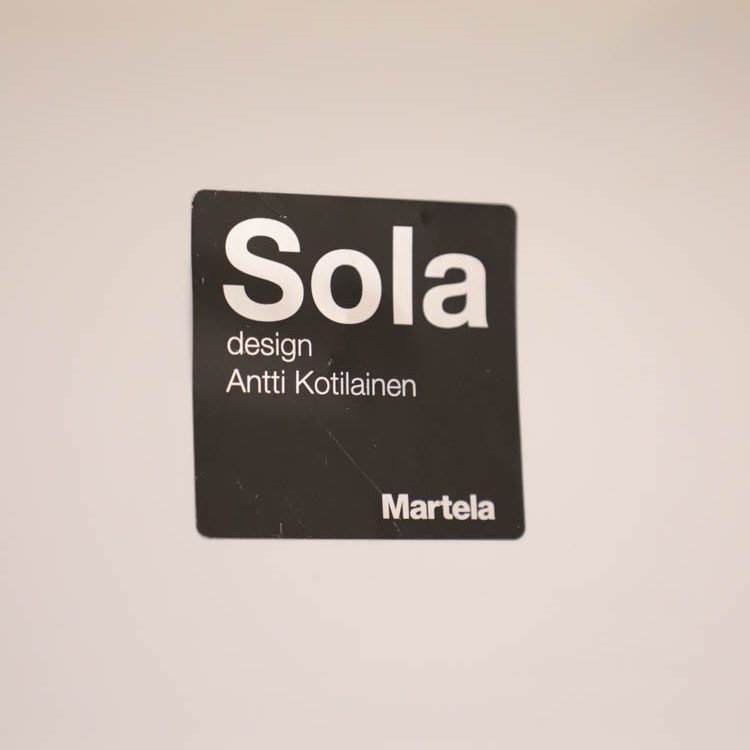 Sola
design
Antti Kotilainen
Martela